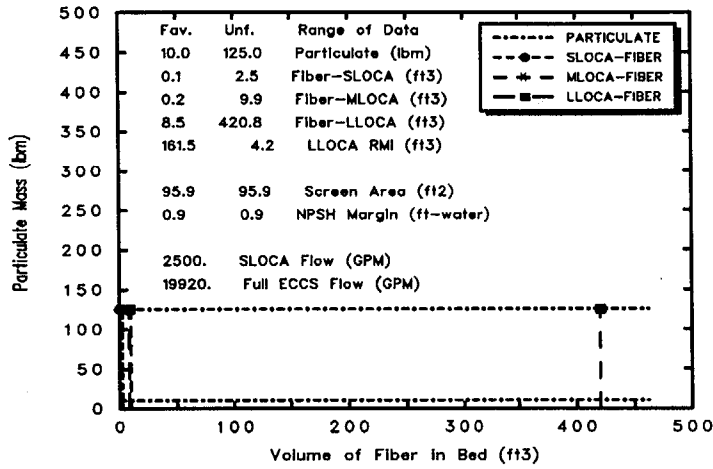 Fav. Unf. Range of Data
10.0 125.0 Particulate (lbm)
0.1 2.5 Fiber-SLOCA (ft3)
0.2 9.9 Fiber-MLOCA (ft3)
8.5 420.8 Fiber-LLOCA (ft3)
161.5 4.2 LLOCA RMI (ft3)
95.9 95.9 Screen Area (ft2)
0.9 0.9 NPSH Margin (ft-water)
2500. SLOCA Flow (GPM)
19920. Full ECCS Flow (GPM)
PARTICULATE
SLOCA-FIBER
MLOCA-FIBER
LLOCA-FIBER
Particulate Mass (lbm)
500
450
400
350
300
250
200
150
100
50
0
0 100 200 300 400 500
Volume of Fiber in Bed (ft3)